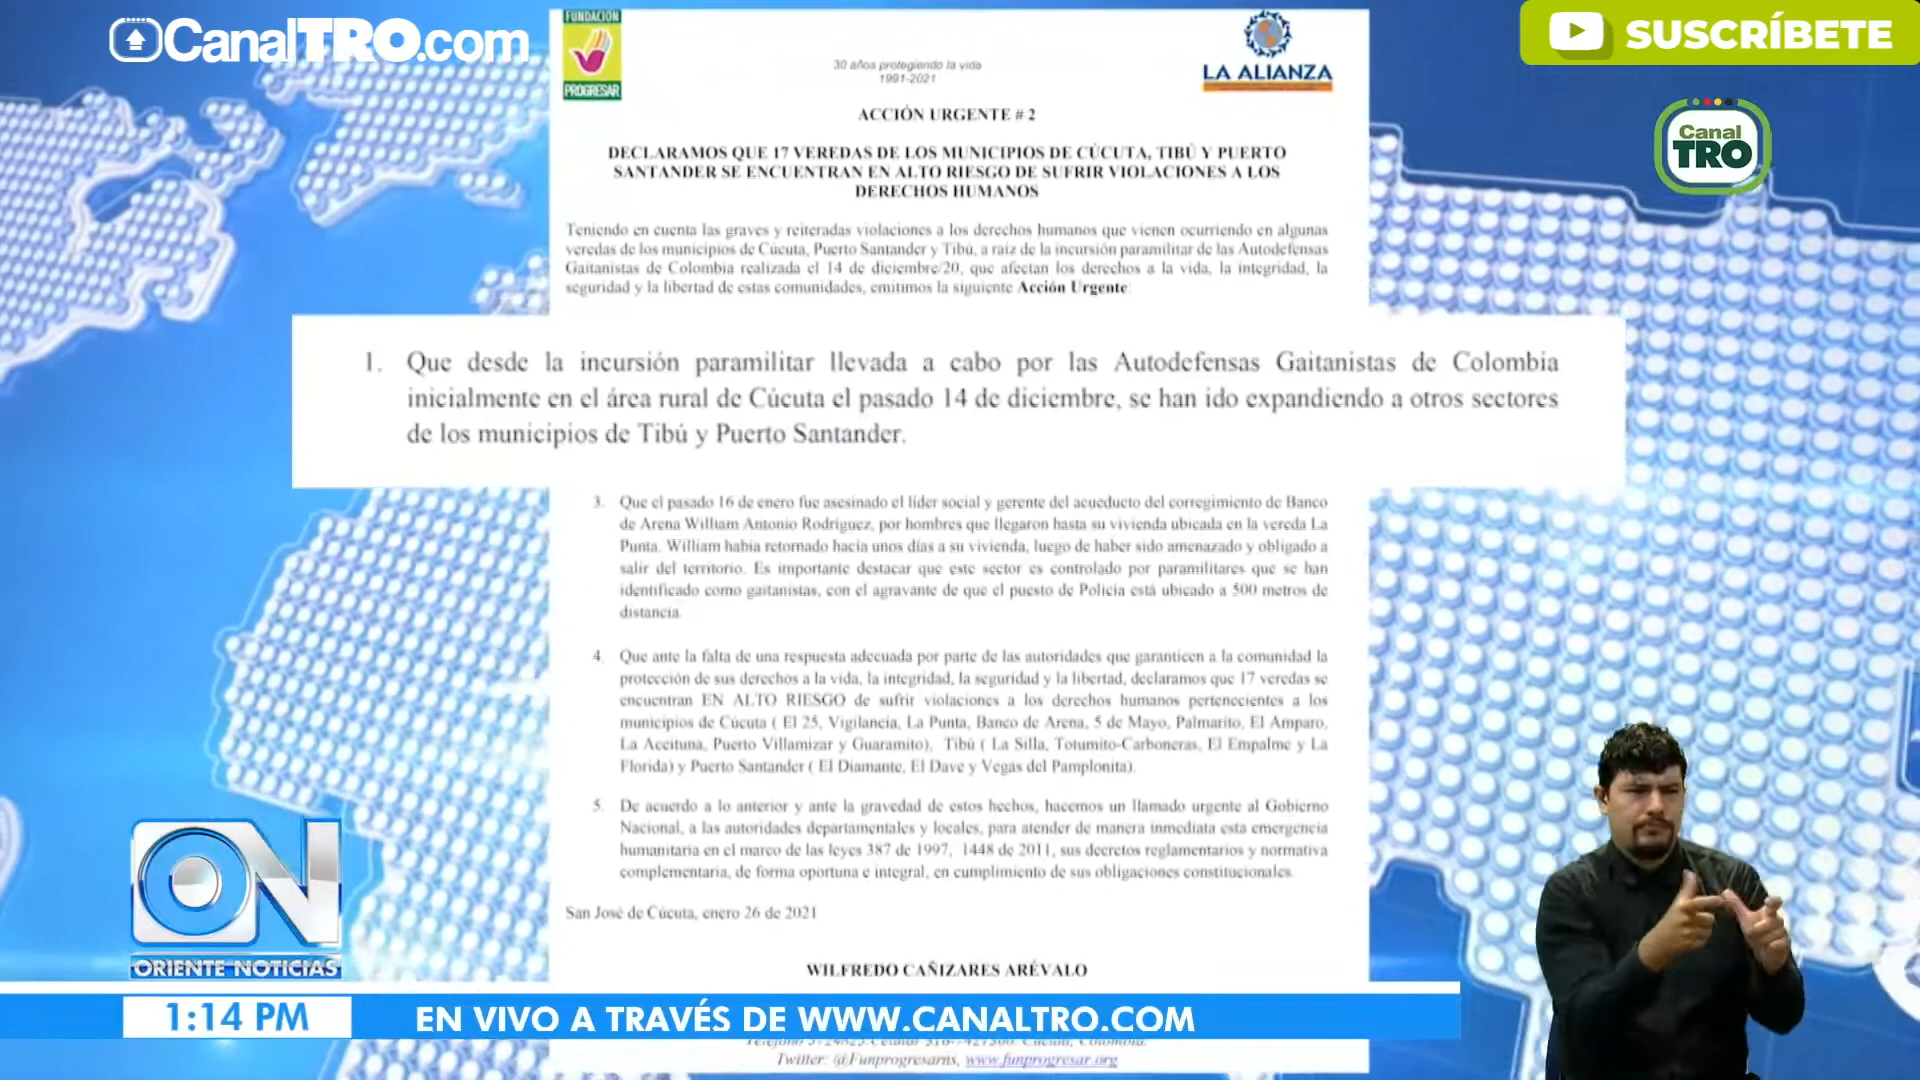 CanalTRO.com
SUSCRÍBETE
Canal
TRO
FUNDACIÓN
PROGRESAR
30 años protegiendo la vida
1991-2021
LA ALIANZA
ACCIÓN URGENTE # 2
DECLARAMOS QUE 17 VEREDAS DE LOS MUNICIPIOS DE CÚCUTA, TIBÚ Y PUERTO
SANTANDER SE ENCUENTRAN EN ALTO RIESGO DE SUFRIR VIOLACIONES A LOS
DERECHOS HUMANOS
Teniendo en cuenta las graves y reiteradas violaciones a los derechos humanos que vienen ocurriendo en algunas
veredas de los municipios de Cúcuta, Puerto Santander y Tibú, a raíz de la incursión paramilitar de las Autodefensas
Gaitanistas de Colombia realizada el 14 de diciembre/20, que afectan los derechos a la vida, la integridad, la
seguridad y la libertad de estas comunidades, emitimos la siguiente Acción Urgente:
1. Que desde la incursión paramilitar llevada a cabo por las Autodefensas Gaitanistas de Colombia
inicialmente en el área rural de Cúcuta el pasado 14 de diciembre, se han ido expandiendo a otros sectores
de los municipios de Tibú y Puerto Santander.
3. Que el pasado 16 de enero fue asesinado el líder social y gerente del acueducto del corregimiento de Banco
de Arena William Antonio Rodríguez, por hombres que llegaron hasta su vivienda ubicada en la vereda La
Punta. William había retornado hacía unos días a su vivienda, luego de haber sido amenazado y obligado a
salir del territorio. Es importante destacar que este sector es controlado por paramilitares que se han
identificado como gaitanistas, con el agravante de que el puesto de Policía está ubicado a 500 metros de
distancia.
4. Que ante la falta de una respuesta adecuada por parte de las autoridades que garanticen a la comunidad la
protección de sus derechos a la vida, la integridad, la seguridad y la libertad, declaramos que 17 veredas se
encuentran EN ALTO RIESGO de sufrir violaciones a los derechos humanos pertenecientes a los
municipios de Cúcuta ( El 25, Vigilancia, La Punta, Banco de Arena, 5 de Mayo, Palmarito, El Amparo,
La Aceituna, Puerto Villamizar y Guaramito), Tibú ( La Silla, Totumito-Carboneras, El Empalme y La
Florida) y Puerto Santander ( El Diamante, El Dave y Vegas del Pamplonita).
5. De acuerdo a lo anterior y ante la gravedad de estos hechos, hacemos un llamado urgente al Gobierno
Nacional, a las autoridades departamentales y locales, para atender de manera inmediata esta emergencia
humanitaria en el marco de las leyes 387 de 1997, 1448 de 2011, sus decretos reglamentarios y normativa
complementaria, de forma oportuna e integral, en cumplimiento de sus obligaciones constitucionales.
San José de Cúcuta, enero 26 de 2021
WILFREDO CAÑIZARES ARÉVALO
ON
ORIENTE NOTICIAS
1:14 PM
EN VIVO A TRAVÉS DE WWW.CANALTRO.COM
Twitter: @Funprogresarns, www.funprogresar.org